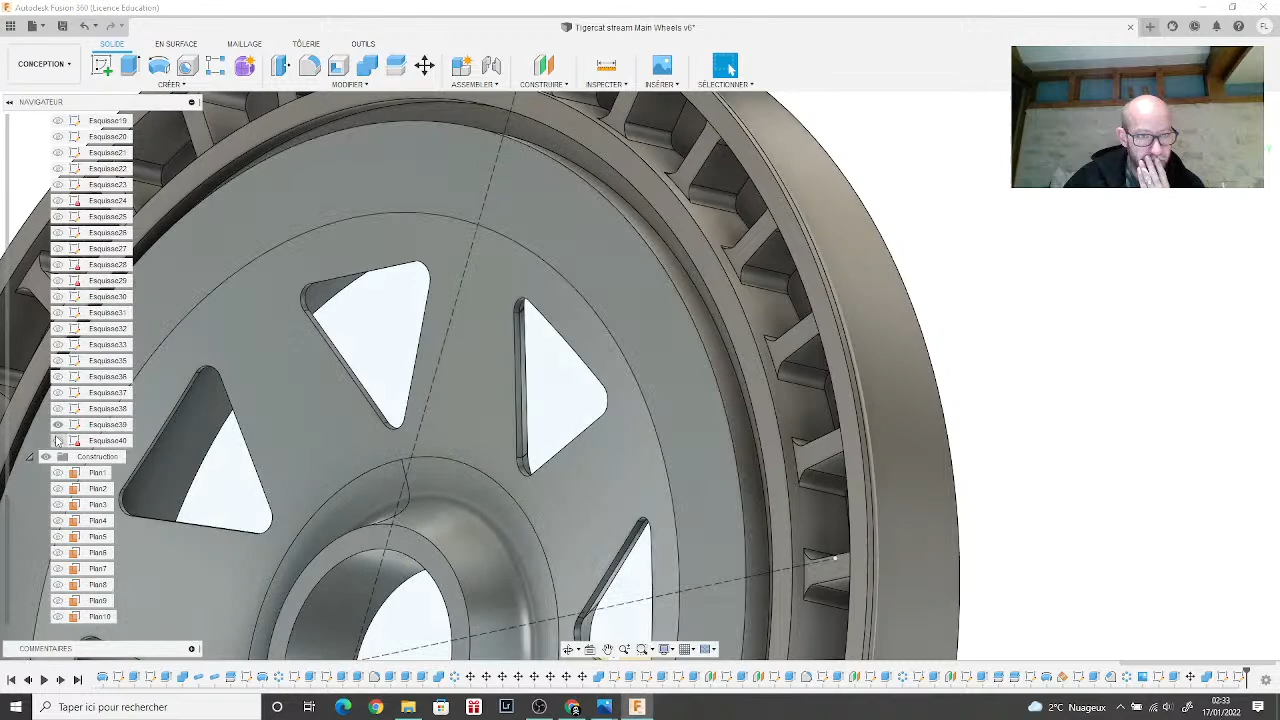 Autodesk Fusion 360 (Licence Education)
Tigercat stream Main Wheels v6*
FL
SOLIDE EN SURFACE MAILLAGE TÔLERIE OUTILS
CONCEPTION
CRÉER MODIFIER ASSEMBLER CONSTRUIRE INSPECTER INSÉRER SÉLECTIONNER
NAVIGATEUR
Esquisse19
Esquisse20
Esquisse21
Esquisse22
Esquisse23
Esquisse24
Esquisse25
Esquisse26
Esquisse27
Esquisse28
Esquisse29
Esquisse30
Esquisse31
Esquisse32
Esquisse33
Esquisse35
Esquisse36
Esquisse37
Esquisse38
Esquisse39
Esquisse40
Construction
Plan1
Plan2
Plan3
Plan4
Plan5
Plan6
Plan7
Plan8
Plan9
Plan10
COMMENTAIRES
Taper ici pour rechercher
2°C Nuageux
02:33
17/01/2022